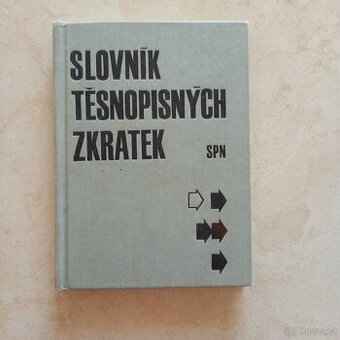 SLOVNÍK
TĚSNOPISNÝCH
ZKRATEK
SPN